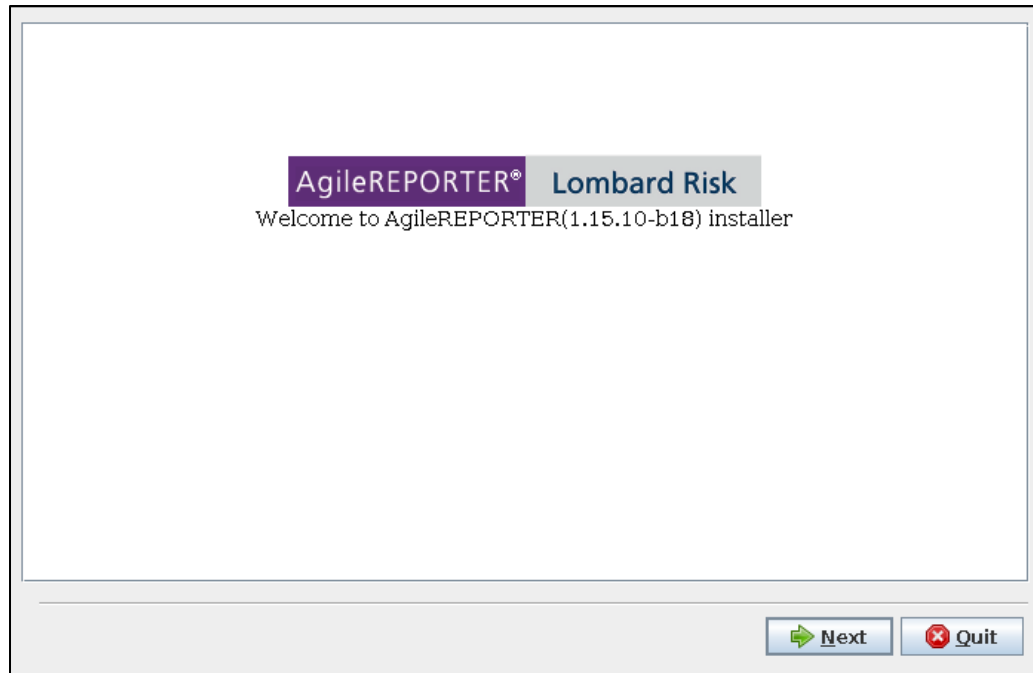 AgileREPORTER® Lombard Risk
Welcome to AgileREPORTER(1.15.10-b18) installer
Next Quit